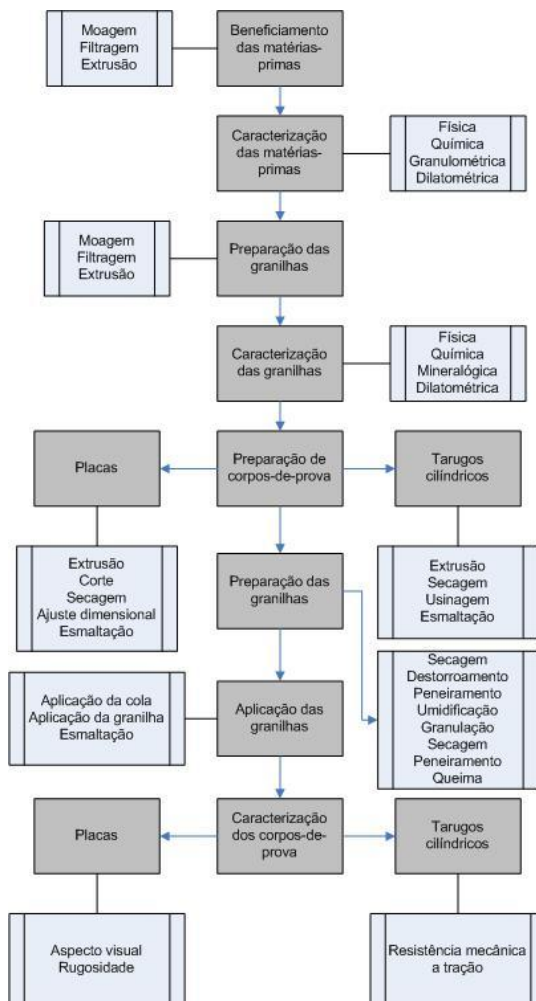 Moagem
Filtragem
Extrusão
Beneficiamento
das matérias-
primas
Caracterização
das matérias-
primas
Física
Química
Granulométrica
Dilatométrica
Moagem
Filtragem
Extrusão
Preparação das
granilhas
Caracterização
das granilhas
Física
Química
Mineralógica
Dilatométrica
Placas
Preparação de
corpos-de-prova
Tarugos
cilíndricos
Extrusão
Corte
Secagem
Ajuste dimensional
Esmaltação
Preparação das
granilhas
Extrusão
Secagem
Usinagem
Esmaltação
Secagem
Destorroamento
Peneiramento
Umidificação
Granulação
Secagem
Peneiramento
Queima
Aplicação da cola
Aplicação da granilha
Esmaltação
Aplicação das
granilhas
Placas
Caracterização
dos corpos-de-
prova
Tarugos
cilíndricos
Aspecto visual
Rugosidade
Resistência mecânica
a tração